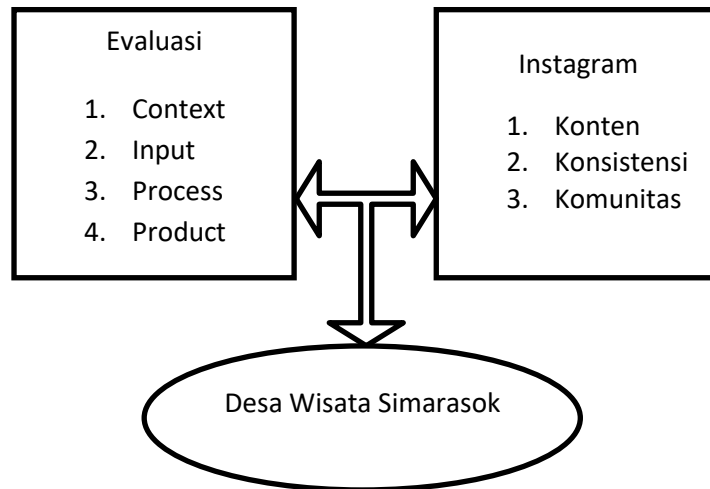 Evaluasi
1. Context
2. Input
3. Process
4. Product
Instagram
1. Konten
2. Konsistensi
3. Komunitas
Desa Wisata Simarasok